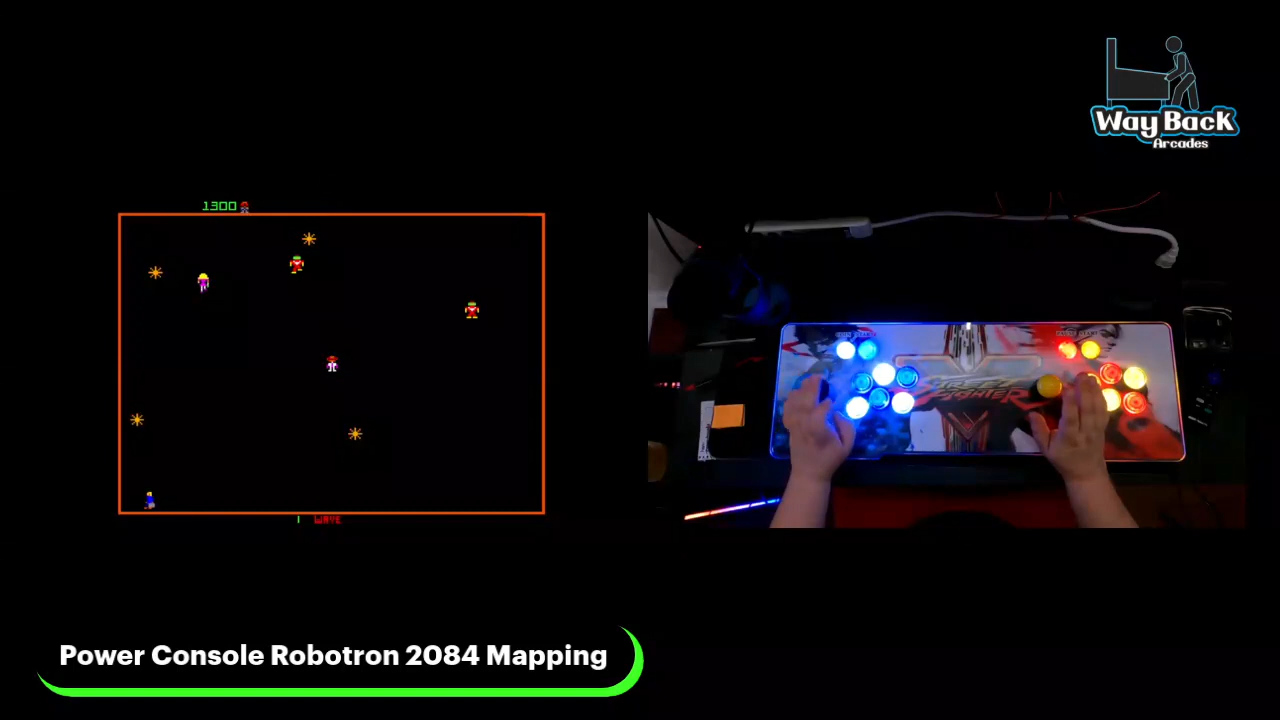 Way Back
Arcades
1300
1 WAVE
STREET
FIGHTER
Power Console Robotron 2084 Mapping